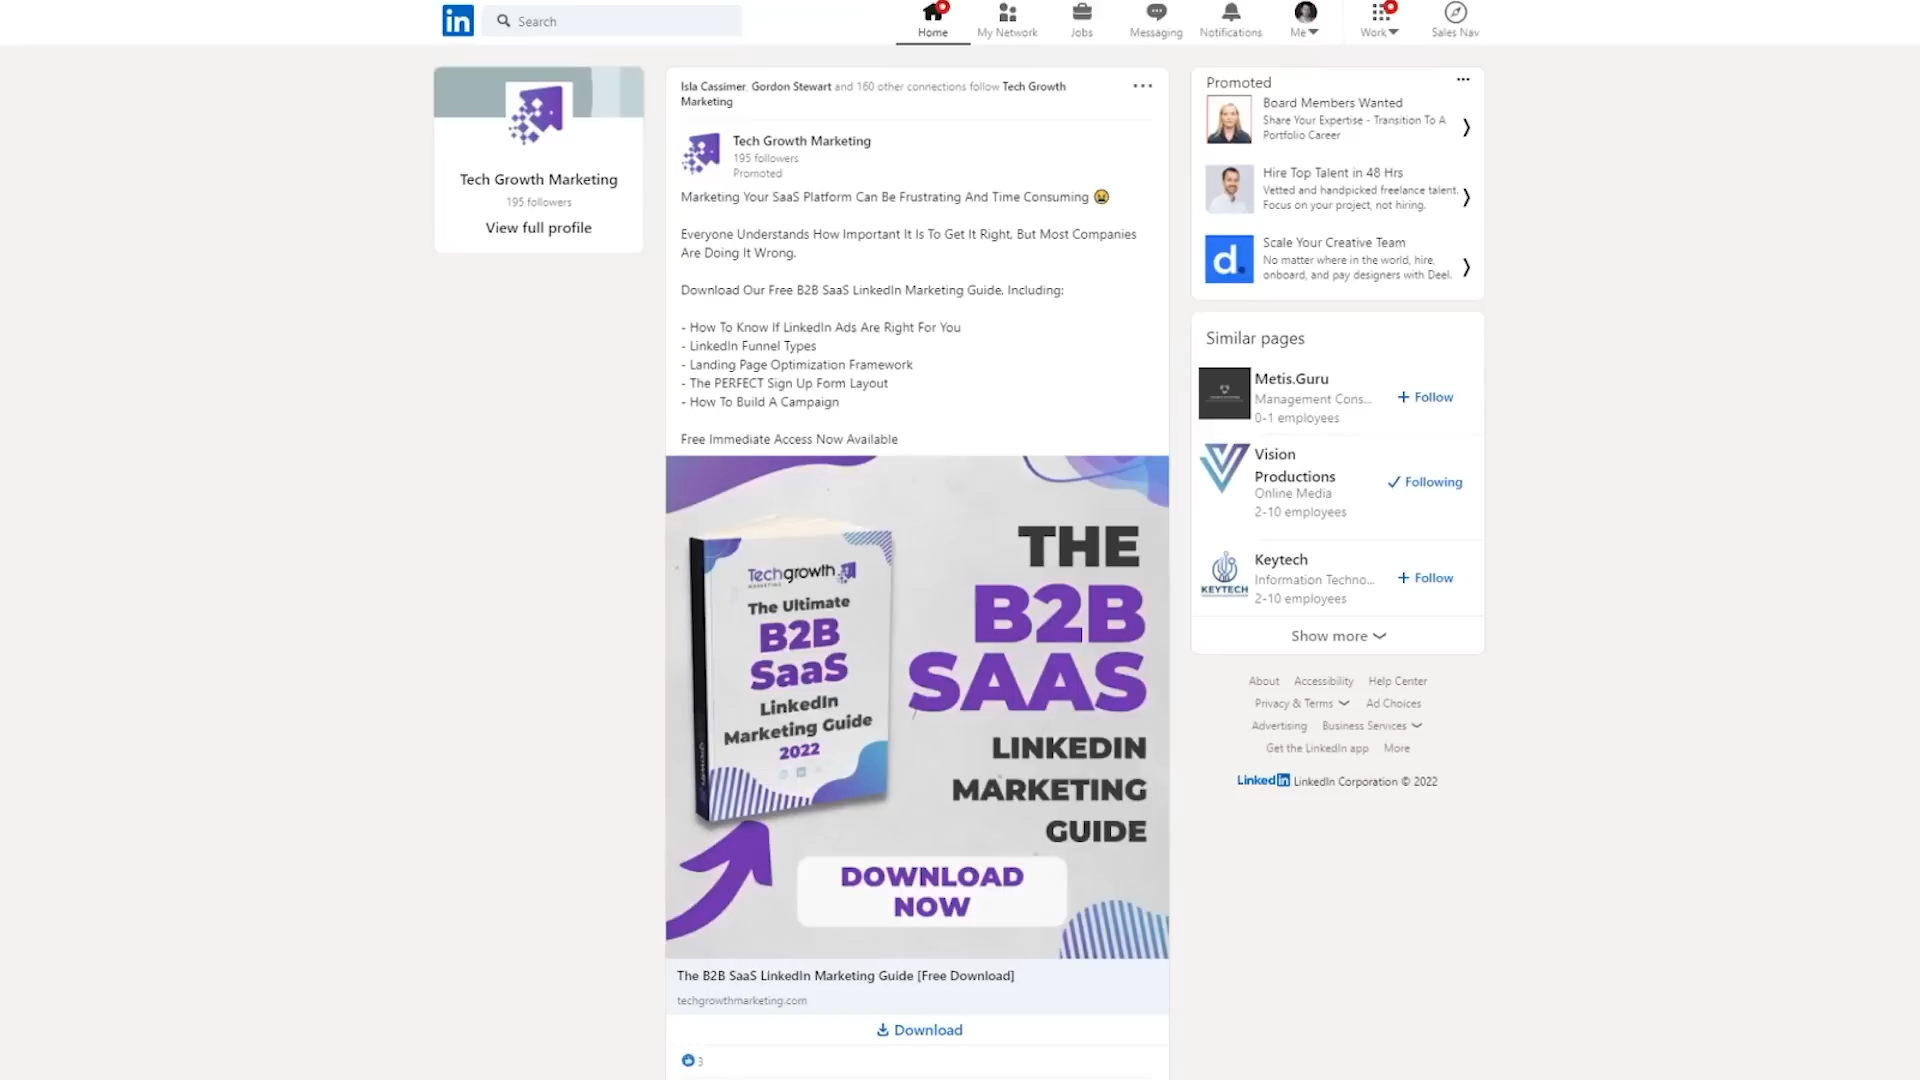 in
Search
Home
My Network
Jobs
Messaging
Notifications
Me
Work
Sales Nav
Tech Growth Marketing
195 followers
View full profile
Isla Cassimer, Gordon Stewart and 160 other connections follow Tech Growth
Marketing
Tech Growth Marketing
195 followers
Promoted
Marketing Your SaaS Platform Can Be Frustrating And Time Consuming 😫
Everyone Understands How Important It Is To Get It Right, But Most Companies
Are Doing It Wrong.
Download Our Free B2B SaaS LinkedIn Marketing Guide, Including:
- How To Know If LinkedIn Ads Are Right For You
- LinkedIn Funnel Types
- Landing Page Optimization Framework
- The PERFECT Sign Up Form Layout
- How To Build A Campaign
Free Immediate Access Now Available
Techgrowth
MARKETING
The Ultimate
B2B
SaaS
LinkedIn
Marketing Guide
2022
THE
B2B
SAAS
LINKEDIN
MARKETING
GUIDE
DOWNLOAD
NOW
The B2B SaaS LinkedIn Marketing Guide [Free Download]
techgrowthmarketing.com
Download
3
Promoted
Board Members Wanted
Share Your Expertise - Transition To A
Portfolio Career
Hire Top Talent in 48 Hrs
Vetted and handpicked freelance talent.
Focus on your project, not hiring.
d.
Scale Your Creative Team
No matter where in the world, hire,
onboard, and pay designers with Deel.
Similar pages
Metis.Guru
Management Cons...
0-1 employees
+ Follow
Vision
Productions
Online Media
2-10 employees
Following
KEYTECH
Keytech
Information Techno...
2-10 employees
+ Follow
Show more
About Accessibility Help Center
Privacy & Terms Ad Choices
Advertising Business Services
Get the LinkedIn app More
LinkedIn LinkedIn Corporation © 2022